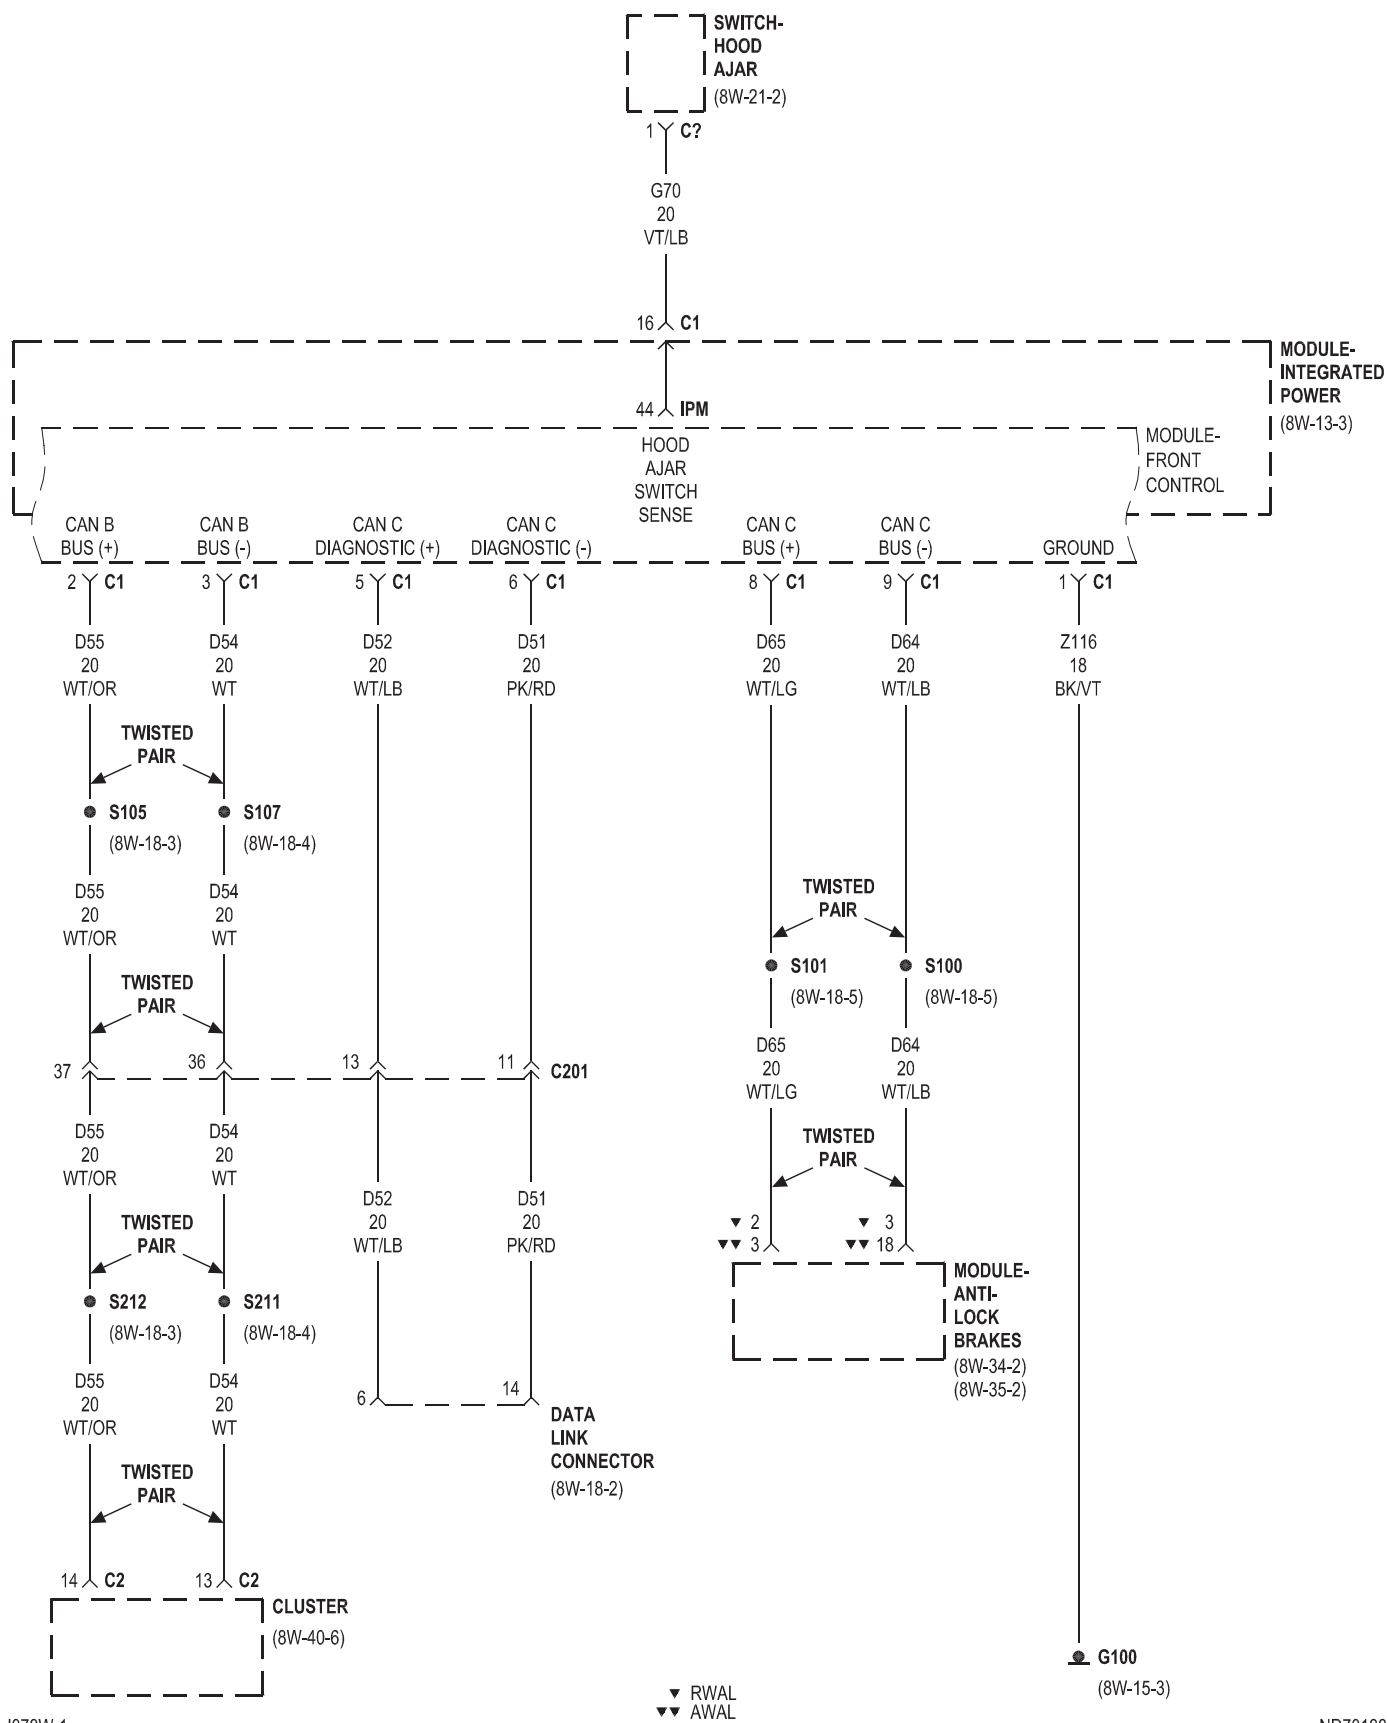 SWITCH-
HOOD
AJAR
(8W-21-2)
1 C?
G70
20
VT/LB
16 C1
MODULE-
INTEGRATED
POWER
(8W-13-3)
44 IPM
HOOD
AJAR
SWITCH
SENSE
MODULE-
FRONT
CONTROL
CAN B
BUS (+)
CAN B
BUS (-)
CAN C
DIAGNOSTIC (+)
CAN C
DIAGNOSTIC (-)
CAN C
BUS (+)
CAN C
BUS (-)
GROUND
2 C1
3 C1
5 C1
6 C1
8 C1
9 C1
1 C1
D55
20
WT/OR
D54
20
WT
D52
20
WT/LB
D51
20
PK/RD
D65
20
WT/LG
D64
20
WT/LB
Z116
18
BK/VT
TWISTED
PAIR
S105
(8W-18-3)
S107
(8W-18-4)
D55
20
WT/OR
D54
20
WT
TWISTED
PAIR
S101
(8W-18-5)
S100
(8W-18-5)
TWISTED
PAIR
37
36
13
11
C201
D65
20
WT/LG
D64
20
WT/LB
D55
20
WT/OR
D54
20
WT
TWISTED
PAIR
D52
20
WT/LB
D51
20
PK/RD
TWISTED
PAIR
▼ 2
▼▼ 3
▼ 3
▼▼ 18
MODULE-
ANTI-
LOCK
BRAKES
(8W-34-2)
(8W-35-2)
S212
(8W-18-3)
S211
(8W-18-4)
D55
20
WT/OR
D54
20
WT
6
14
DATA
LINK
CONNECTOR
(8W-18-2)
TWISTED
PAIR
14 C2
13 C2
CLUSTER
(8W-40-6)
G100
(8W-15-3)
▼ RWAL
▼▼ AWAL